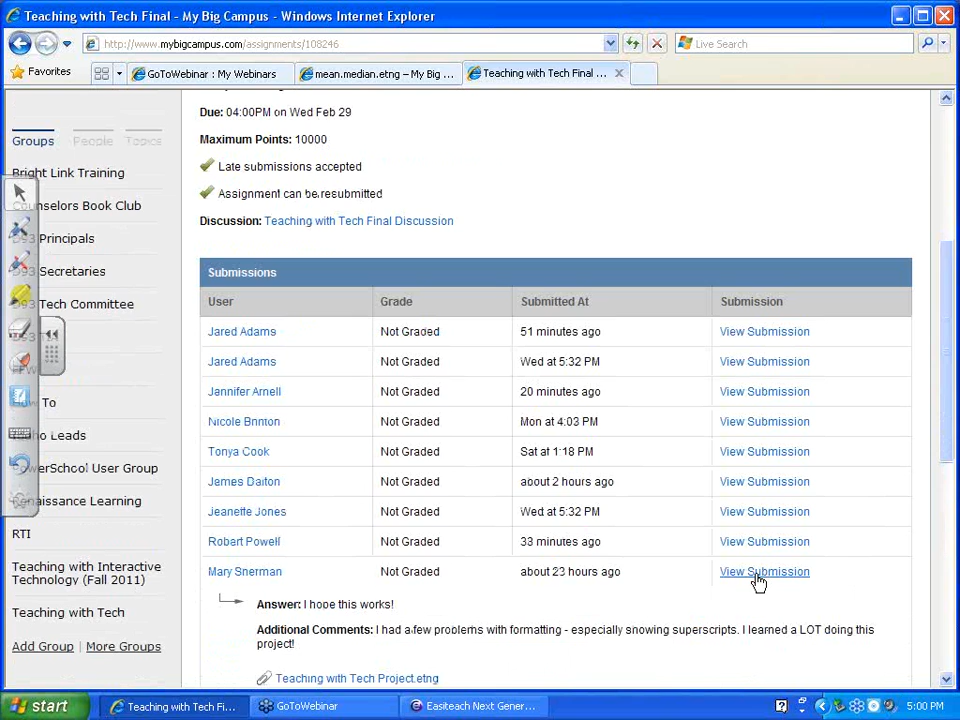 Teaching with Tech Final - My Big Campus - Windows Internet Explorer
http://www.mybigcampus.com/assignments/108246
Live Search
Favorites
GoToWebinar : My Webinars
mean.median.etng – My Big ...
Teaching with Tech Final ...
Groups
People
Topics
Bright Link Training
Counselors Book Club
D93 Principals
D93 Secretaries
D93 Tech Committee
How To
Idaho Leads
PowerSchool User Group
Renaissance Learning
RTI
Teaching with Interactive
Technology (Fall 2011)
Teaching with Tech
Add Group
More Groups
Due: 04:00PM on Wed Feb 29
Maximum Points: 10000
Late submissions accepted
Assignment can be resubmitted
Discussion: Teaching with Tech Final Discussion
Submissions
User Grade Submitted At Submission
Jared Adams Not Graded 51 minutes ago View Submission
Jared Adams Not Graded Wed at 5:32 PM View Submission
Jannifer Arnell Not Graded 20 minutes ago View Submission
Nicole Brinton Not Graded Mon at 4:03 PM View Submission
Tonya Cook Not Graded Sat at 1:18 PM View Submission
James Dalton Not Graded about 2 hours ago View Submission
Jeanette Jones Not Graded Wed at 5:32 PM View Submission
Robart Powell Not Graded 33 minutes ago View Submission
Mary Sherman Not Graded about 23 hours ago View Submission
Answer: I hope this works!
Additional Comments: I had a few problems with formatting - especially showing superscripts. I learned a LOT doing this
project!
Teaching with Tech Project.etng
start
Teaching with Tech Fi...
GoToWebinar
Easiteach Next Gener...
5:00 PM